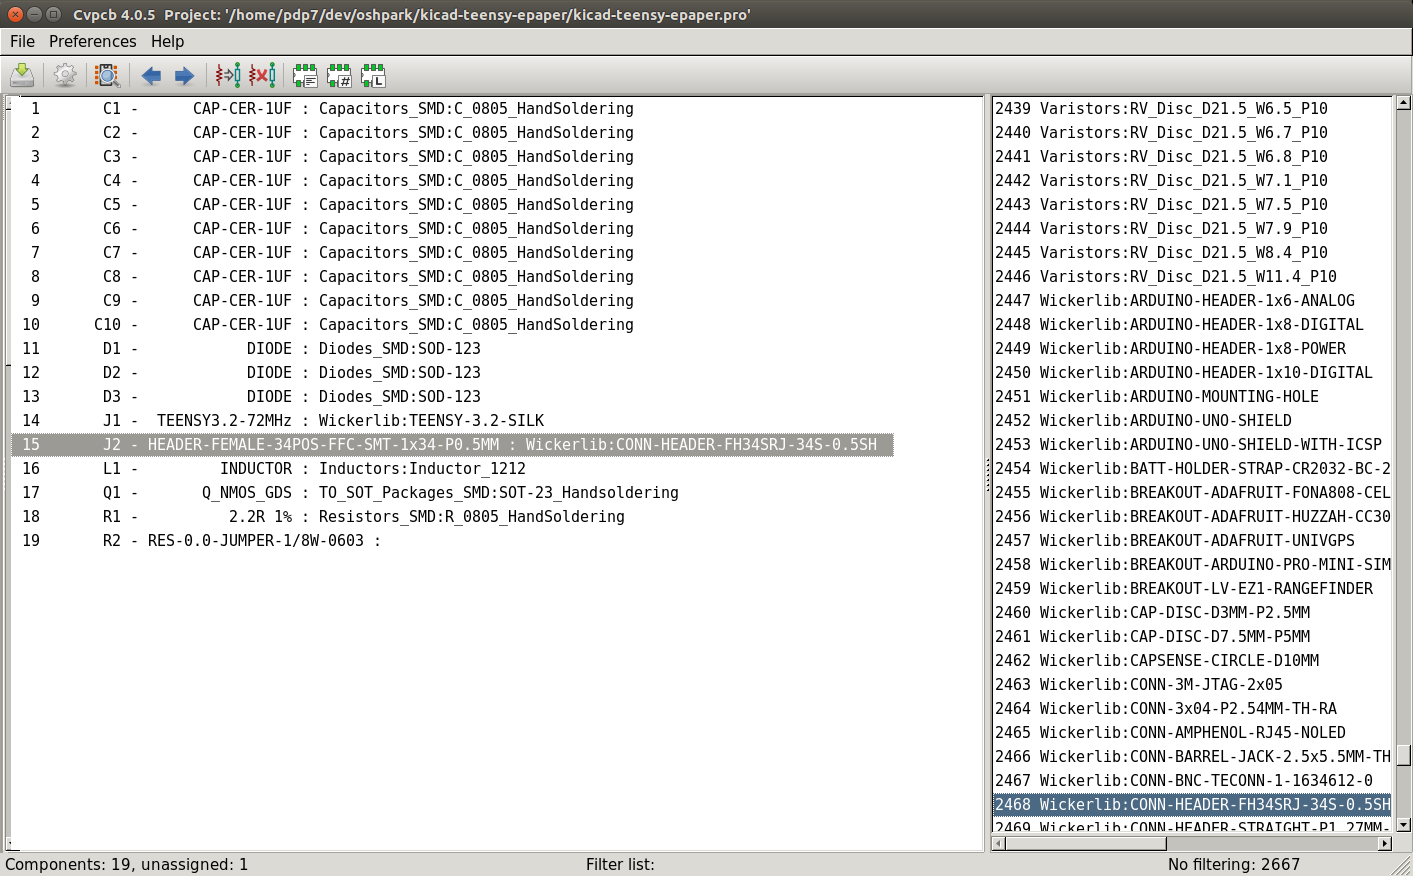 Cvpcb 4.0.5  Project: '/home/pdp7/dev/oshpark/kicad-teensy-epaper/kicad-teensy-epaper.pro'
File Preferences Help
# L
1 C1 - CAP-CER-1UF : Capacitors_SMD:C_0805_HandSoldering
2 C2 - CAP-CER-1UF : Capacitors_SMD:C_0805_HandSoldering
3 C3 - CAP-CER-1UF : Capacitors_SMD:C_0805_HandSoldering
4 C4 - CAP-CER-1UF : Capacitors_SMD:C_0805_HandSoldering
5 C5 - CAP-CER-1UF : Capacitors_SMD:C_0805_HandSoldering
6 C6 - CAP-CER-1UF : Capacitors_SMD:C_0805_HandSoldering
7 C7 - CAP-CER-1UF : Capacitors_SMD:C_0805_HandSoldering
8 C8 - CAP-CER-1UF : Capacitors_SMD:C_0805_HandSoldering
9 C9 - CAP-CER-1UF : Capacitors_SMD:C_0805_HandSoldering
10 C10 - CAP-CER-1UF : Capacitors_SMD:C_0805_HandSoldering
11 D1 - DIODE : Diodes_SMD:SOD-123
12 D2 - DIODE : Diodes_SMD:SOD-123
13 D3 - DIODE : Diodes_SMD:SOD-123
14 J1 - TEENSY3.2-72MHz : Wickerlib:TEENSY-3.2-SILK
15 J2 - HEADER-FEMALE-34POS-FFC-SMT-1x34-P0.5MM : Wickerlib:CONN-HEADER-FH34SRJ-34S-0.5SH
16 L1 - INDUCTOR : Inductors:Inductor_1212
17 Q1 - Q_NMOS_GDS : TO_SOT_Packages_SMD:SOT-23_Handsoldering
18 R1 - 2.2R 1% : Resistors_SMD:R_0805_HandSoldering
19 R2 - RES-0.0-JUMPER-1/8W-0603 :
2439 Varistors:RV_Disc_D21.5_W6.5_P10
2440 Varistors:RV_Disc_D21.5_W6.7_P10
2441 Varistors:RV_Disc_D21.5_W6.8_P10
2442 Varistors:RV_Disc_D21.5_W7.1_P10
2443 Varistors:RV_Disc_D21.5_W7.5_P10
2444 Varistors:RV_Disc_D21.5_W7.9_P10
2445 Varistors:RV_Disc_D21.5_W8.4_P10
2446 Varistors:RV_Disc_D21.5_W11.4_P10
2447 Wickerlib:ARDUINO-HEADER-1x6-ANALOG
2448 Wickerlib:ARDUINO-HEADER-1x8-DIGITAL
2449 Wickerlib:ARDUINO-HEADER-1x8-POWER
2450 Wickerlib:ARDUINO-HEADER-1x10-DIGITAL
2451 Wickerlib:ARDUINO-MOUNTING-HOLE
2452 Wickerlib:ARDUINO-UNO-SHIELD
2453 Wickerlib:ARDUINO-UNO-SHIELD-WITH-ICSP
2454 Wickerlib:BATT-HOLDER-STRAP-CR2032-BC-2
2455 Wickerlib:BREAKOUT-ADAFRUIT-FONA808-CEL
2456 Wickerlib:BREAKOUT-ADAFRUIT-HUZZAH-CC30
2457 Wickerlib:BREAKOUT-ADAFRUIT-UNIVGPS
2458 Wickerlib:BREAKOUT-ARDUINO-PRO-MINI-SIM
2459 Wickerlib:BREAKOUT-LV-EZ1-RANGEFINDER
2460 Wickerlib:CAP-DISC-D3MM-P2.5MM
2461 Wickerlib:CAP-DISC-D7.5MM-P5MM
2462 Wickerlib:CAPSENSE-CIRCLE-D10MM
2463 Wickerlib:CONN-3M-JTAG-2x05
2464 Wickerlib:CONN-3x04-P2.54MM-TH-RA
2465 Wickerlib:CONN-AMPHENOL-RJ45-NOLED
2466 Wickerlib:CONN-BARREL-JACK-2.5x5.5MM-TH
2467 Wickerlib:CONN-BNC-TECONN-1-1634612-0
2468 Wickerlib:CONN-HEADER-FH34SRJ-34S-0.5SH
2469 Wickerlib:CONN-HEADER-STRAIGHT-P1.27MM-
Components: 19, unassigned: 1
Filter list:
No filtering: 2667